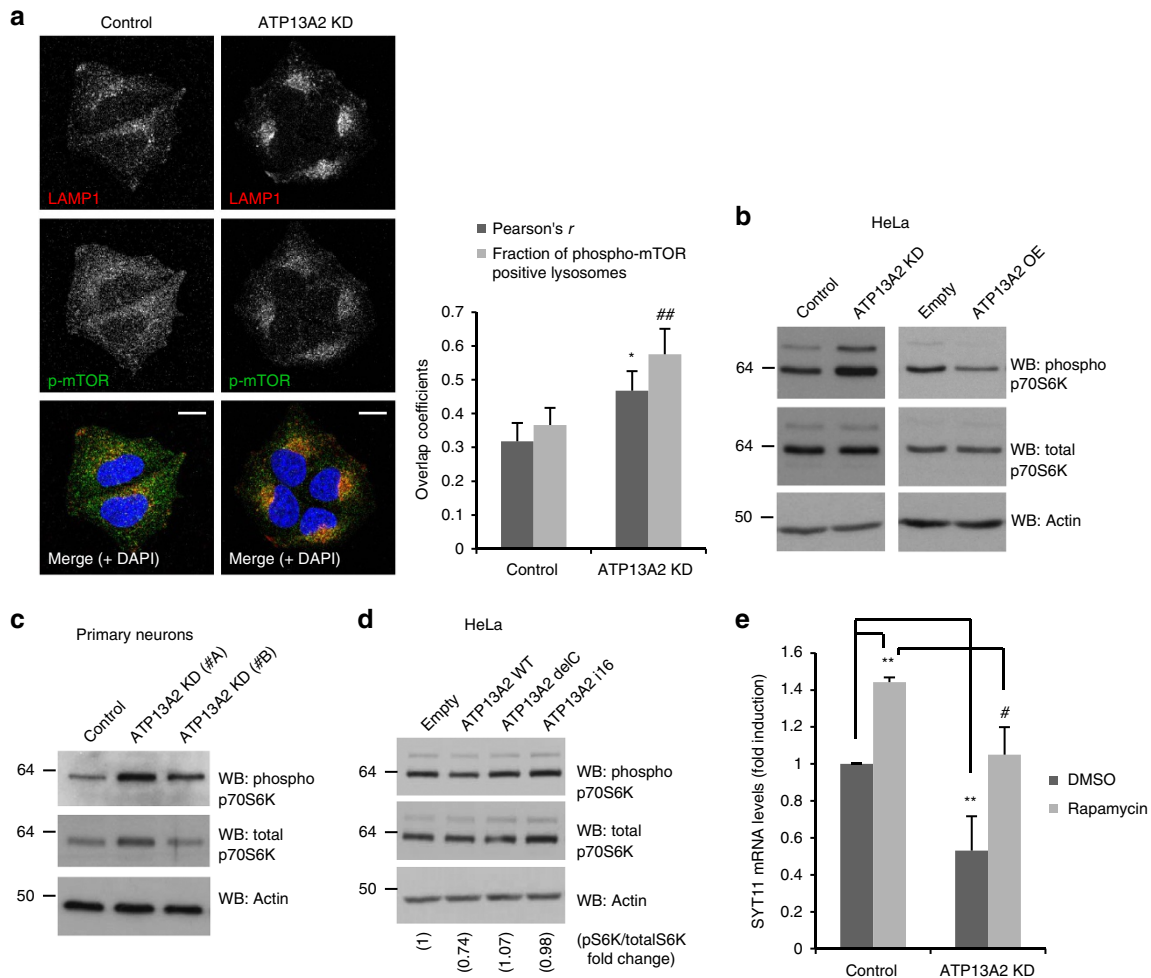 a
Control
ATP13A2 KD
LAMP1
LAMP1
p-mTOR
p-mTOR
Merge (+ DAPI)
Merge (+ DAPI)
Pearson's r
Fraction of phospho-mTOR
positive lysosomes
Overlap coefficients
0.7
0.6
0.5
0.4
0.3
0.2
0.1
0
*
##
Control
ATP13A2 KD
b
HeLa
Control
ATP13A2 KD
Empty
ATP13A2 OE
64
WB: phospho
p70S6K
64
WB: total
p70S6K
50
WB: Actin
c
Primary neurons
Control
ATP13A2 KD (#A)
ATP13A2 KD (#B)
64
WB: phospho
p70S6K
64
WB: total
p70S6K
50
WB: Actin
d
HeLa
Empty
ATP13A2 WT
ATP13A2 delC
ATP13A2 i16
64
WB: phospho
p70S6K
64
WB: total
p70S6K
50
WB: Actin
(1)
(0.74)
(1.07)
(0.98)
(pS6K/totalS6K
fold change)
e
SYT11 mRNA levels (fold induction)
1.6
1.4
1.2
1
0.8
0.6
0.4
0.2
0
**
**
#
DMSO
Rapamycin
Control
ATP13A2 KD